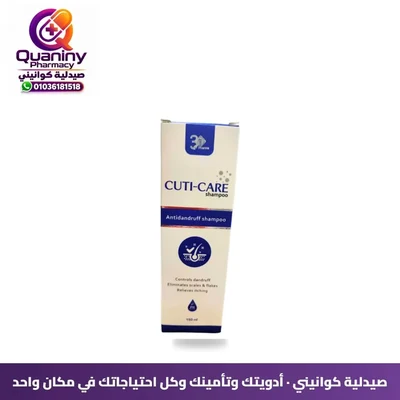 Quaniny
Pharmacy
صيدلية كوانيني
01036181518
CUTI-CARE
shampoo
Antidandruff shampoo
Controls dandruff
Eliminates scales & flakes
Relieves itching
صيدلية كوانيني - أدويتك وتأمينك وكل احتياجاتك في مكان واحد